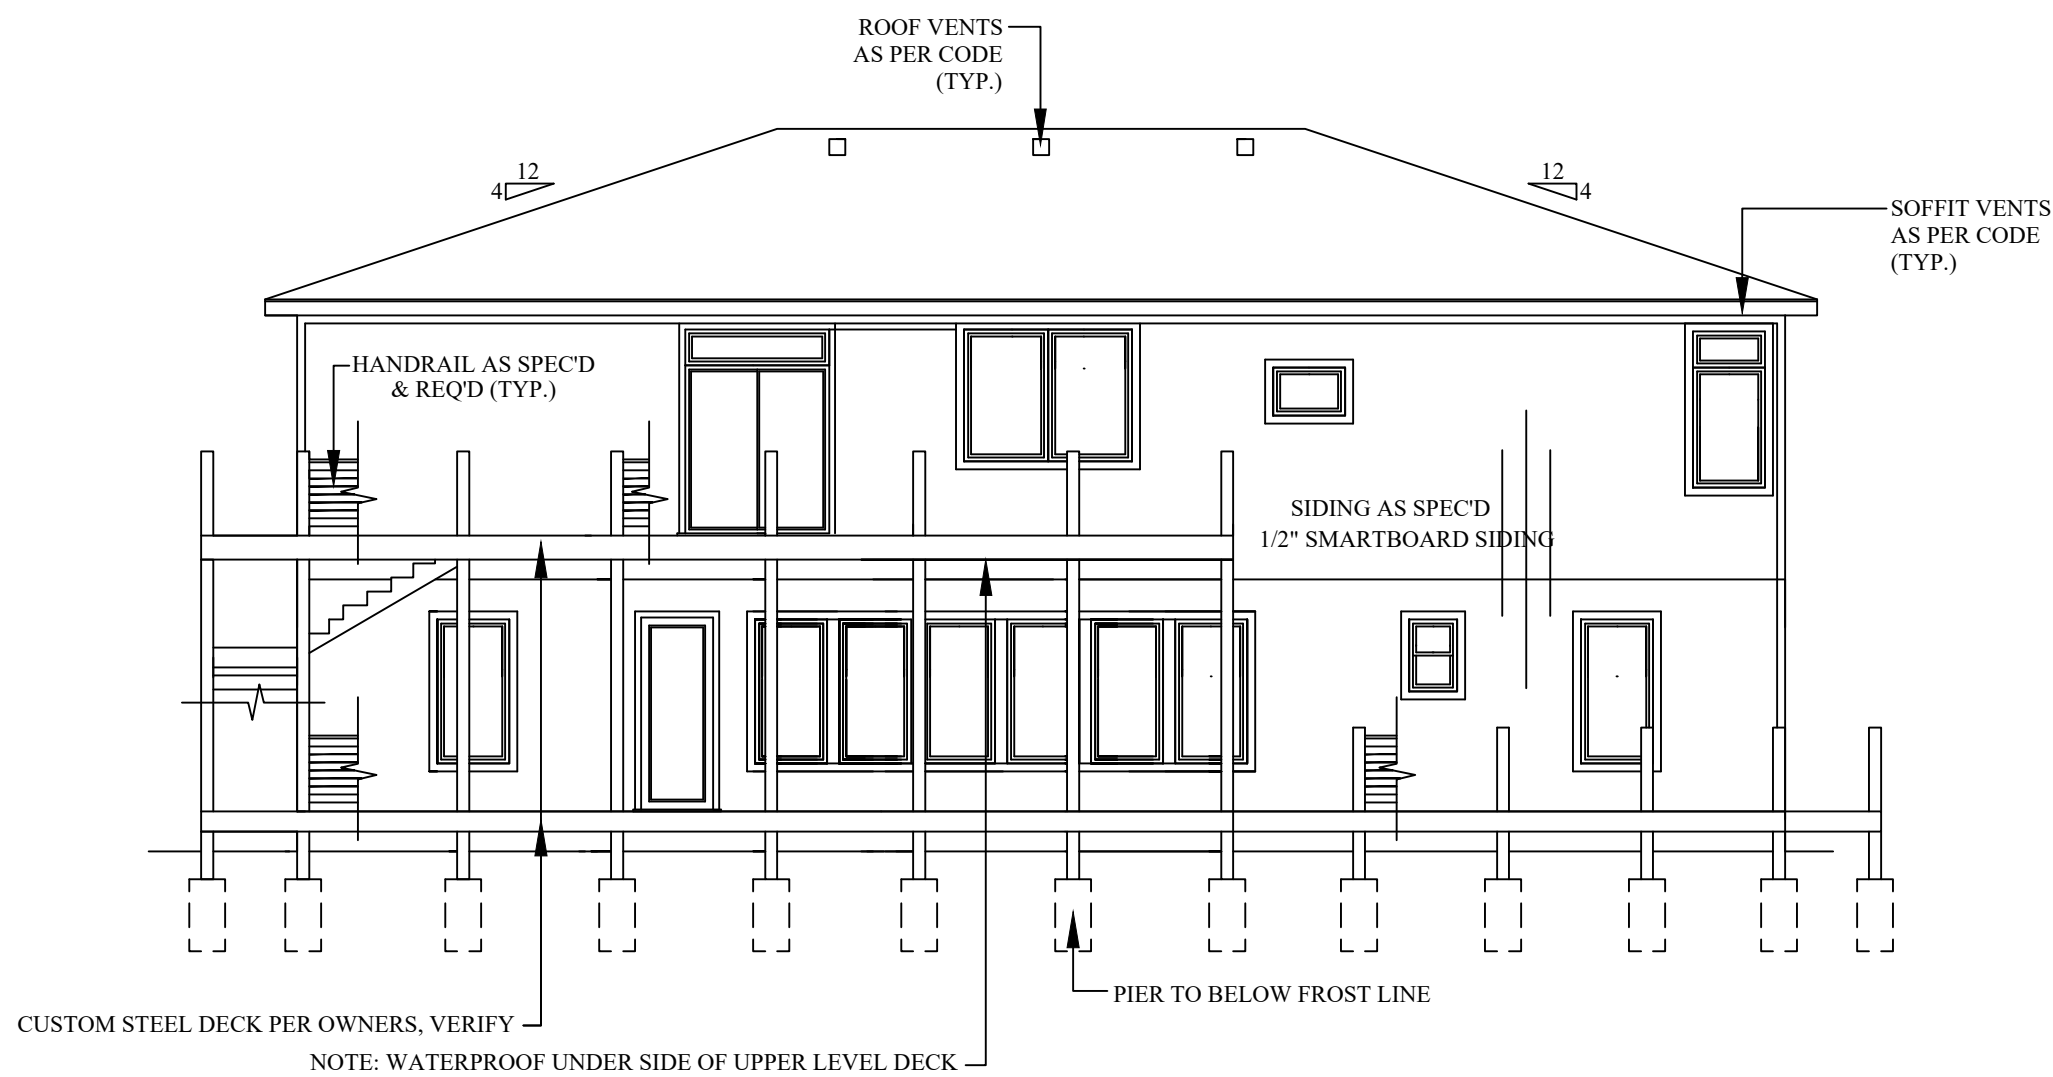 ROOF VENTS
AS PER CODE
(TYP.)
12
4
12
4
SOFFIT VENTS
AS PER CODE
(TYP.)
HANDRAIL AS SPEC'D
& REQ'D (TYP.)
SIDING AS SPEC'D
1/2" SMARTBOARD SIDING
PIER TO BELOW FROST LINE
CUSTOM STEEL DECK PER OWNERS, VERIFY
NOTE: WATERPROOF UNDER SIDE OF UPPER LEVEL DECK